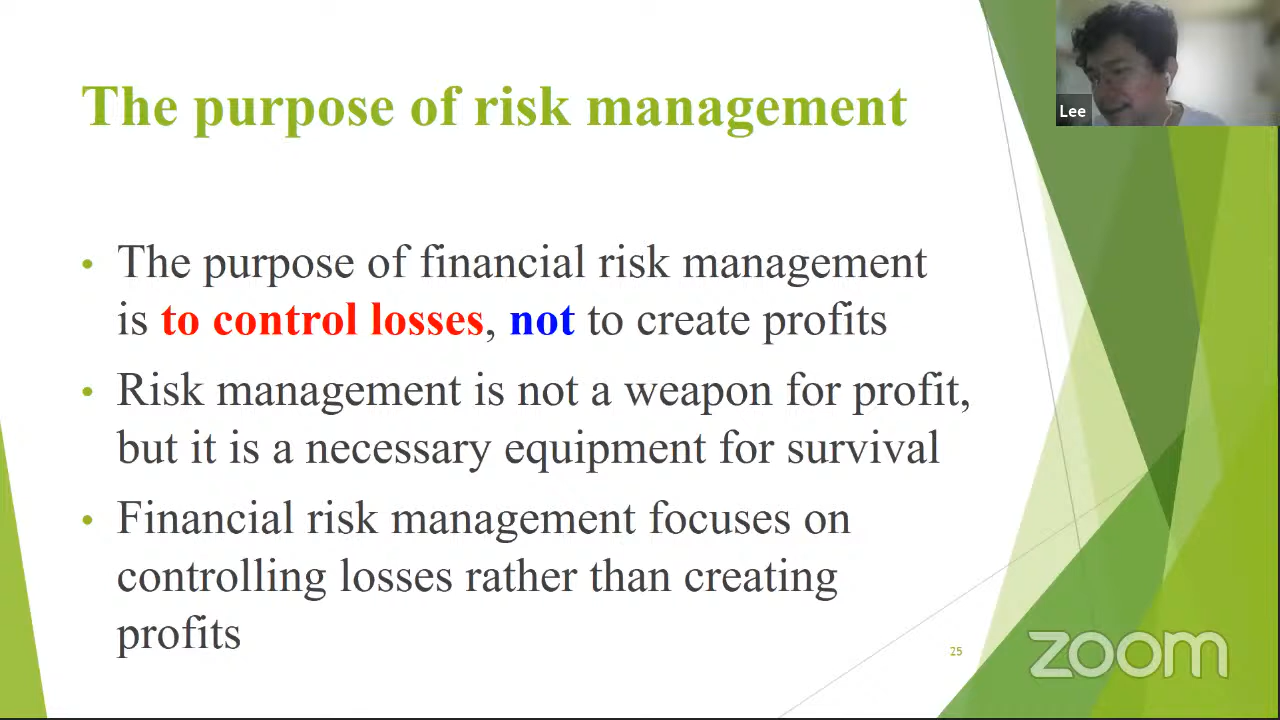 The purpose of risk management
Lee
• The purpose of financial risk management
is to control losses, not to create profits
• Risk management is not a weapon for profit,
but it is a necessary equipment for survival
• Financial risk management focuses on
controlling losses rather than creating
profits
25
zoom